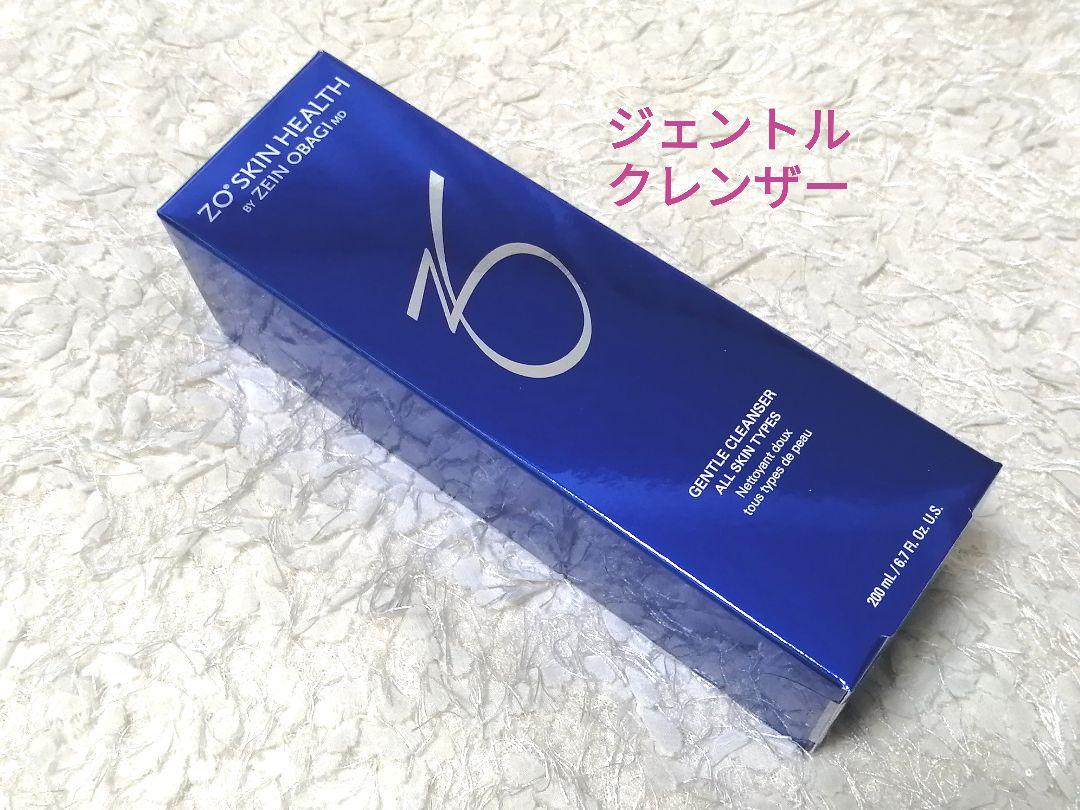 ZO® SKIN HEALTH
BY ZEIN OBAGI MD
ジェントル
クレンザー
ZO
GENTLE CLEANSER
ALL SKIN TYPES
Nettoyant doux
tous types de peau
200 mL / 6.7 Fl. Oz. U.S.